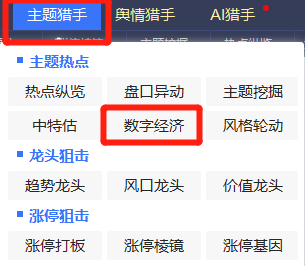 主题猎手 舆情猎手 AI猎手
主题热点
热点纵览 盘口异动 主题挖掘
中特估 数字经济 风格轮动
龙头狙击
趋势龙头 风口龙头 价值龙头
涨停狙击
涨停打板 涨停棱镜 涨停基因